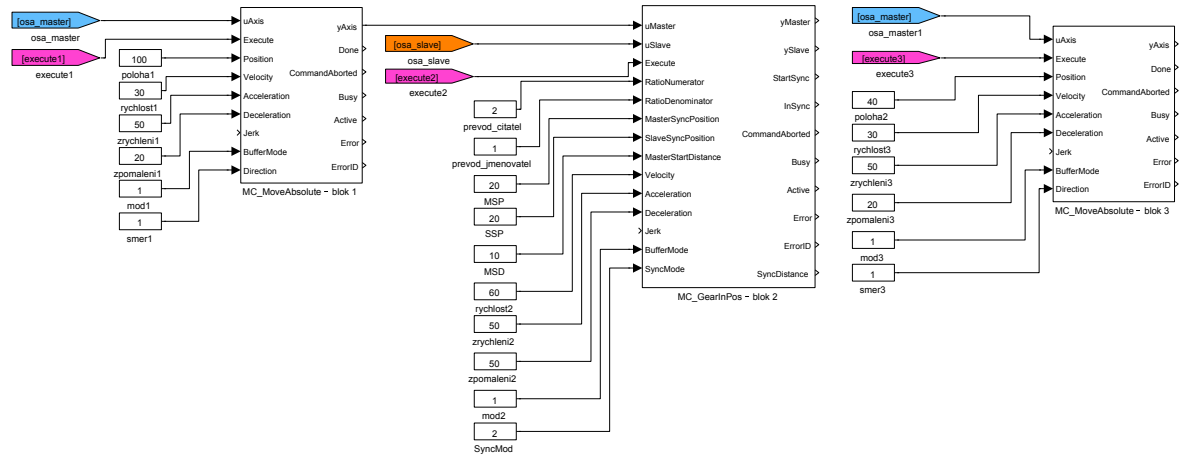 [osa_master]
osa_master
[execute1]
execute1
100
poloha1
30
rychlost1
50
zrychleni1
20
zpomaleni1
1
mod1
1
smer1
uAxis
Execute
Position
Velocity
Acceleration
Deceleration
Jerk
BufferMode
Direction
yAxis
Done
CommandAborted
Busy
Active
Error
ErrorID
MC_MoveAbsolute - blok 1
[osa_slave]
osa_slave
[execute2]
execute2
2
prevod_citatel
1
prevod_jmenovatel
20
MSP
20
SSP
10
MSD
60
rychlost2
50
zrychleni2
50
zpomaleni2
1
mod2
2
SyncMod
uMaster
uSlave
Execute
RatioNumerator
RatioDenominator
MasterSyncPosition
SlaveSyncPosition
MasterStartDistance
Velocity
Acceleration
Deceleration
Jerk
BufferMode
SyncMode
yMaster
ySlave
StartSync
InSync
CommandAborted
Busy
Active
Error
ErrorID
SyncDistance
MC_GearInPos - blok 2
[osa_master]
osa_master1
[execute3]
execute3
40
poloha2
30
rychlost3
50
zrychleni3
20
zpomaleni3
1
mod3
1
smer3
uAxis
Execute
Position
Velocity
Acceleration
Deceleration
Jerk
BufferMode
Direction
yAxis
Done
CommandAborted
Busy
Active
Error
ErrorID
MC_MoveAbsolute - blok 3